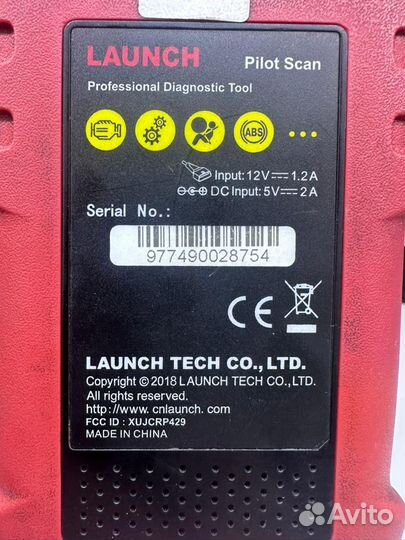 LAUNCH Pilot Scan
Professional Diagnostic Tool
ABS
Input: 12V⎓1.2A
DC Input: 5V⎓2A
Serial No.:
977490028754
CE
LAUNCH TECH CO., LTD.
Copyright © 2018 LAUNCH TECH CO., LTD.
All rights reserved.
http://www.cnlaunch.com
FCC ID : XUJCRP429
MADE IN CHINA
Avito